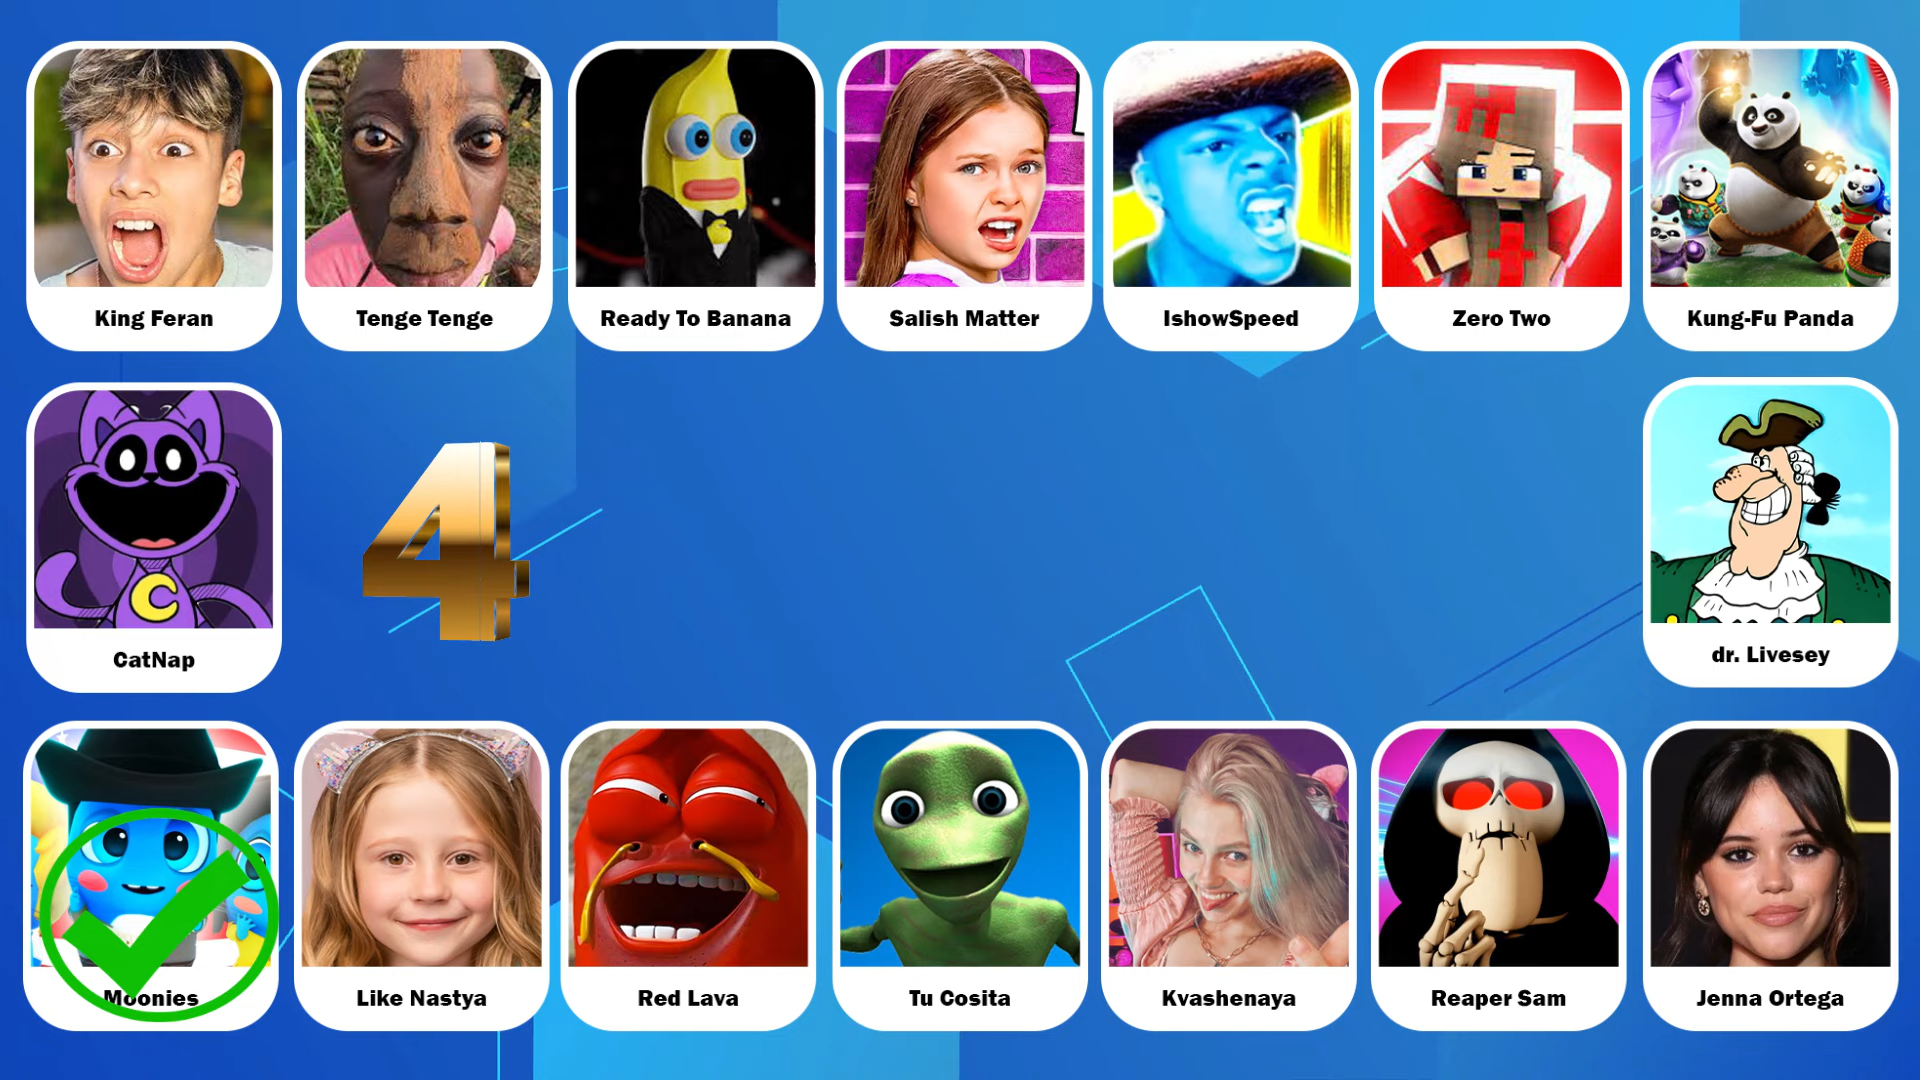 King Feran
Tenge Tenge
Ready To Banana
Salish Matter
IshowSpeed
Zero Two
Kung-Fu Panda
C
CatNap
4
dr. Livesey
Moonies
Like Nastya
Red Lava
Tu Cosita
Kvashenaya
Reaper Sam
Jenna Ortega